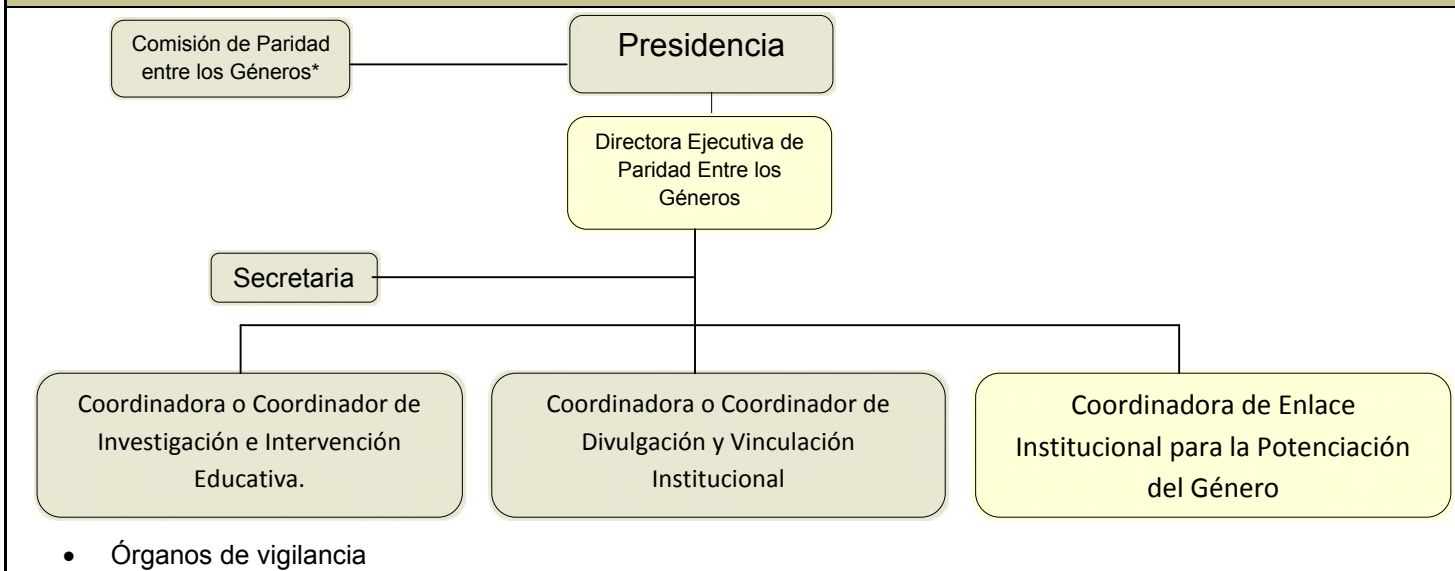 Comisión de Paridad
entre los Géneros*
Presidencia
Directora Ejecutiva de
Paridad Entre los
Géneros
Secretaria
Coordinadora o Coordinador de
Investigación e Intervención
Educativa.
Coordinadora o Coordinador de
Divulgación y Vinculación
Institucional
Coordinadora de Enlace
Institucional para la Potenciación
del Género
• Órganos de vigilancia